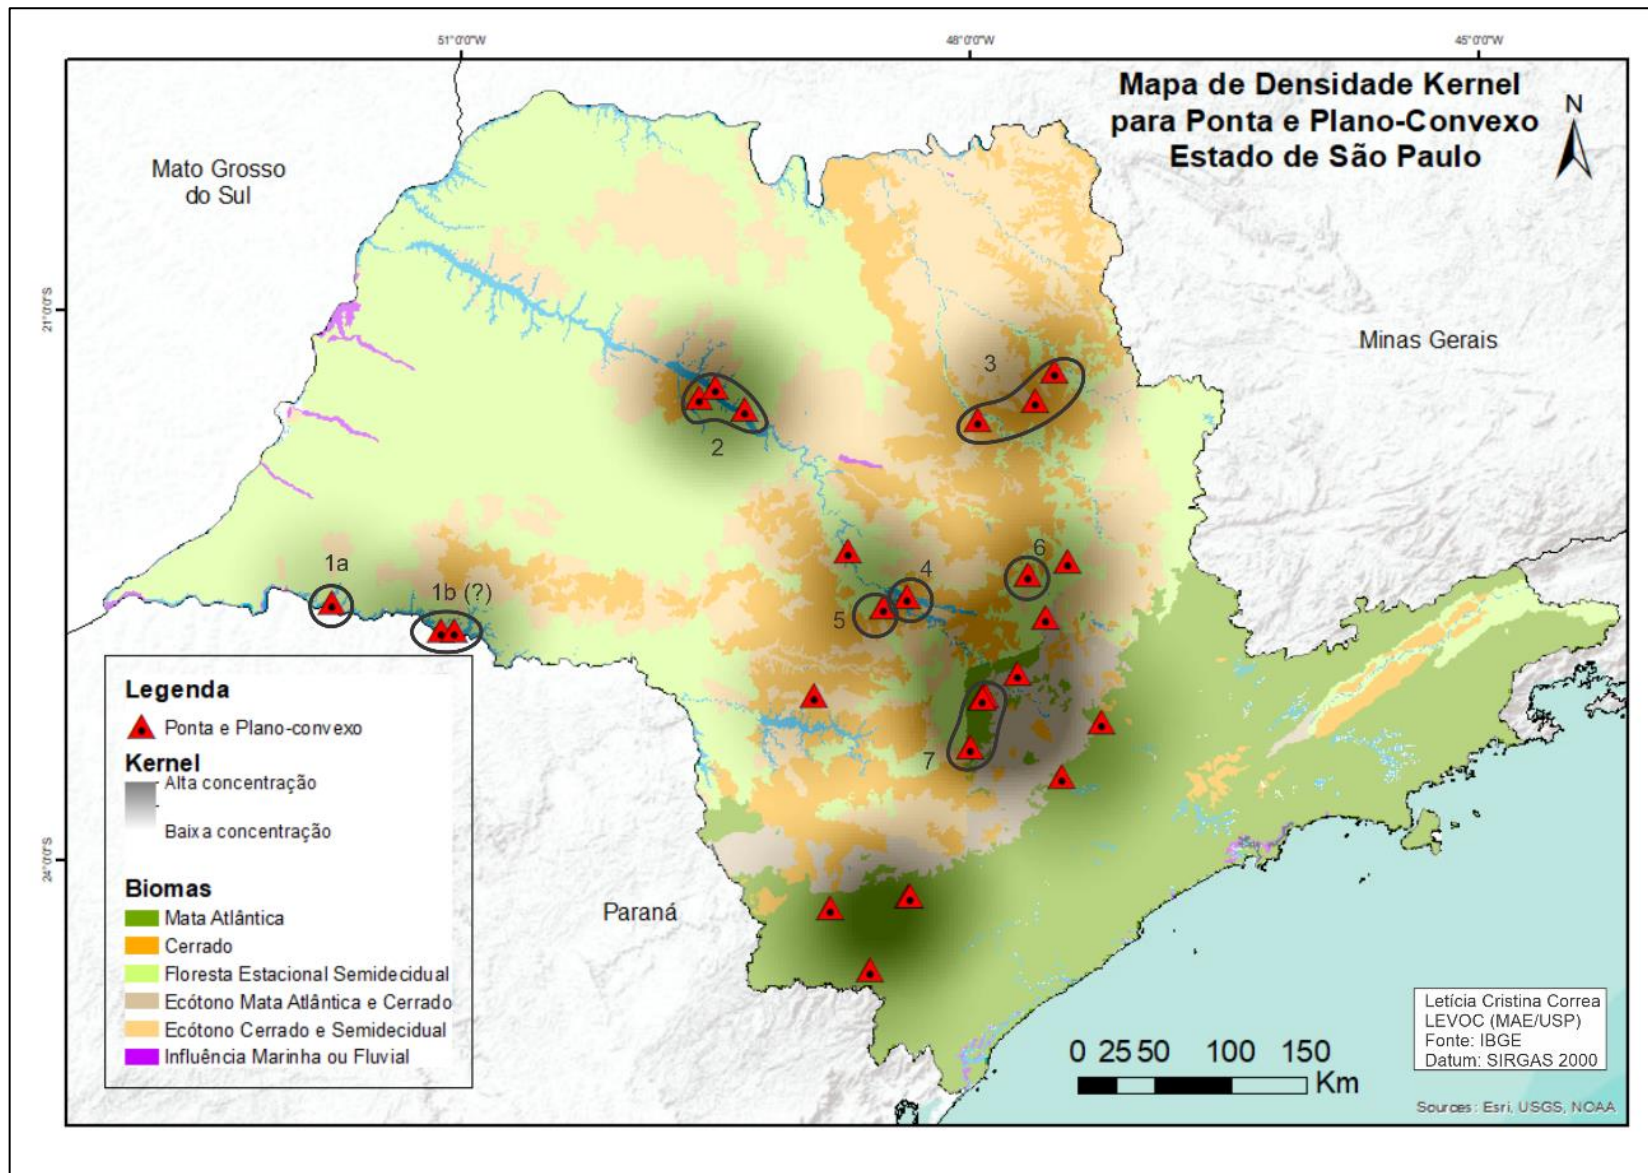 51°0'0"W
48°0'0"W
45°0'0"W
Mapa de Densidade Kernel
para Ponta e Plano-Convexo
Estado de São Paulo
N
Mato Grosso
do Sul
21°0'0"S
Minas Gerais
3
2
1a
1b (?)
6
4
5
7
Legenda
Ponta e Plano-convexo
Kernel
Alta concentração
Baixa concentração
24°0'0"S
Biomas
Mata Atlântica
Cerrado
Floresta Estacional Semidecidual
Ecótono Mata Atlântica e Cerrado
Ecótono Cerrado e Semidecidual
Influência Marinha ou Fluvial
Paraná
Letícia Cristina Correa
LEVOC (MAE/USP)
Fonte: IBGE
Datum: SIRGAS 2000
0 25 50 100 150
Km
Sources: Esri, USGS, NOAA